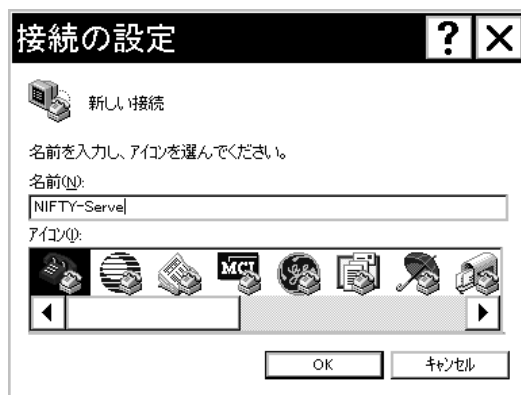 接続の設定
新しい接続
名前を入力し、アイコンを選んでください。
名前(N):
NIFTY-Serve
アイコン(I):
MCI
OK
キャンセル